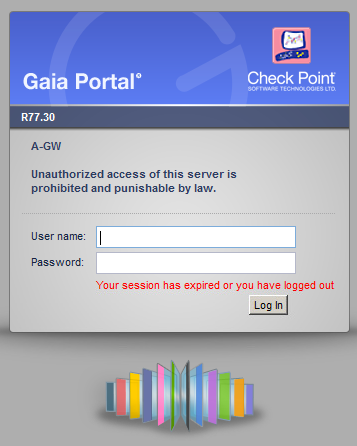 Gaia Portal
Check Point
SOFTWARE TECHNOLOGIES LTD.
R77.30
A-GW
Unauthorized access of this server is
prohibited and punishable by law.
User name:
Password:
Your session has expired or you have logged out
Log In